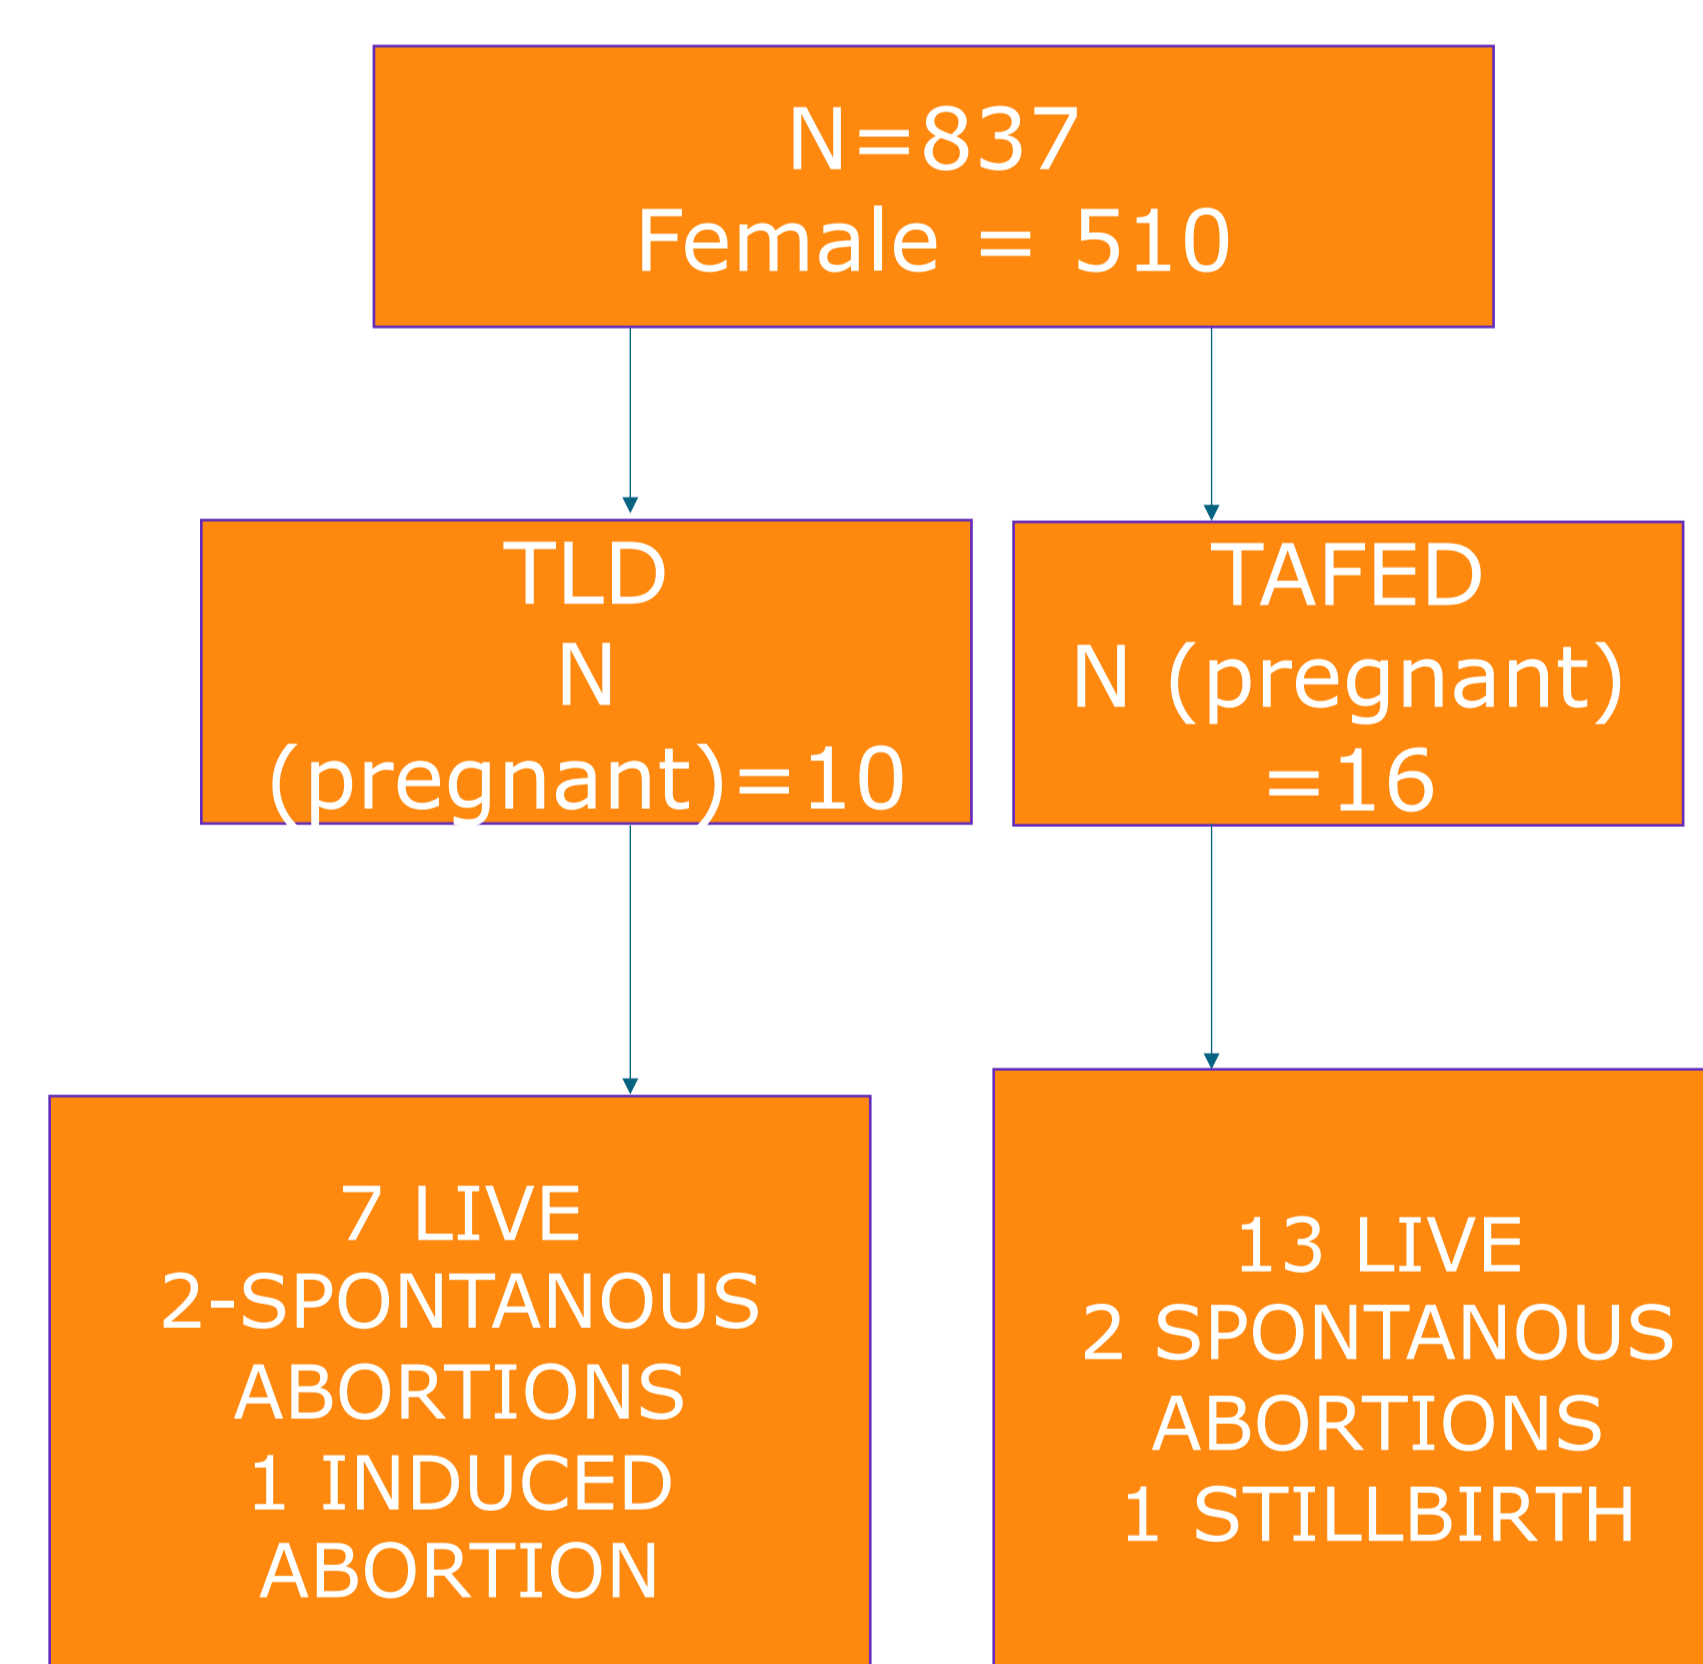 N=837
Female = 510
TLD
N
(pregnant)=10
TAFED
N (pregnant)
=16
7 LIVE
2-SPONTANOUS
ABORTIONS
1 INDUCED
ABORTION
13 LIVE
2 SPONTANOUS
ABORTIONS
1 STILLBIRTH